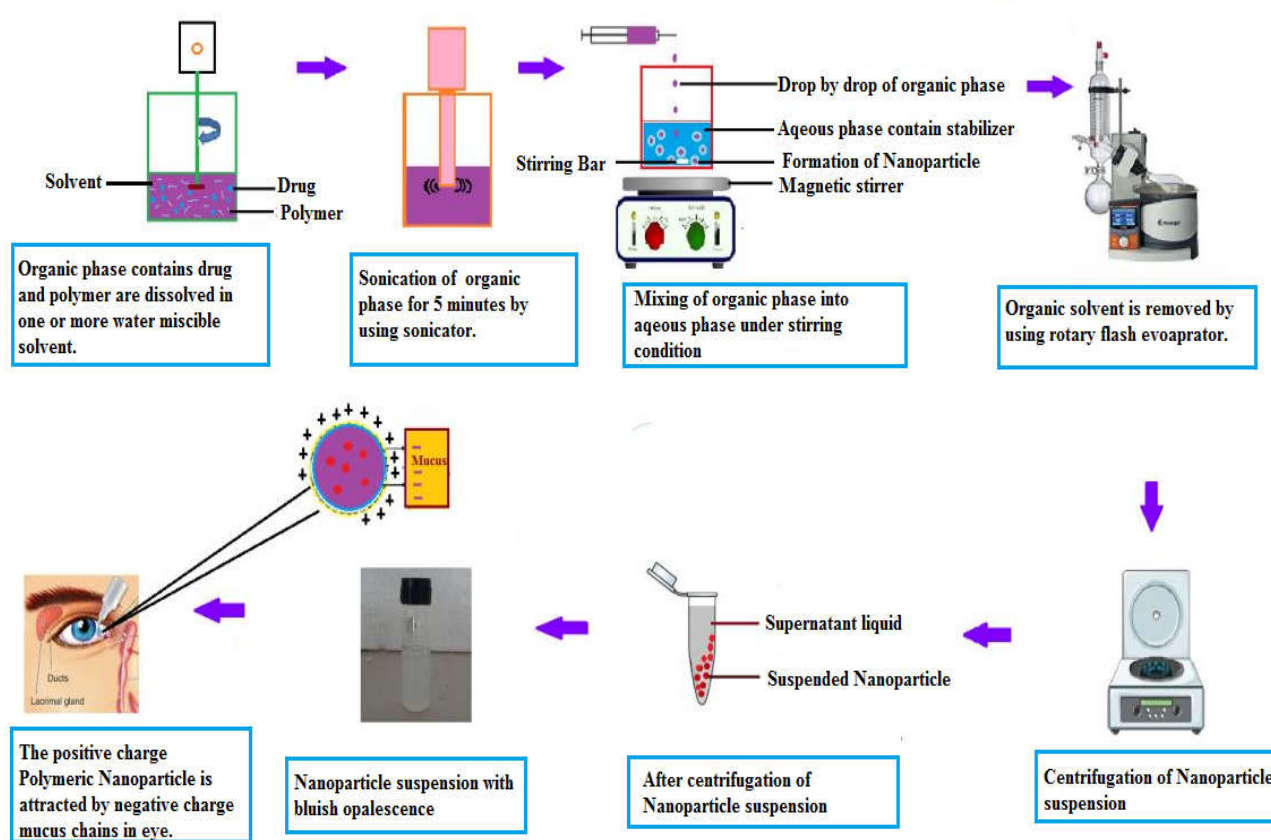 Solvent
Drug
Polymer
Drop by drop of organic phase
Aqeous phase contain stabilizer
Stirring Bar
Formation of Nanoparticle
Magnetic stirrer
Organic phase contains drug
and polymer are dissolved in
one or more water miscible
solvent.
Sonication of organic
phase for 5 minutes by
using sonicator.
Mixing of organic phase into
aqeous phase under stirring
condition
Organic solvent is removed by
using rotary flash evoaprator.
Mucus
Ducts
Lacrimal gland
Supernatant liquid
Suspended Nanoparticle
The positive charge
Polymeric Nanoparticle is
attracted by negative charge
mucus chains in eye.
Nanoparticle suspension with
bluish opalescence
After centrifugation of
Nanoparticle suspension
Centrifugation of Nanoparticle
suspension